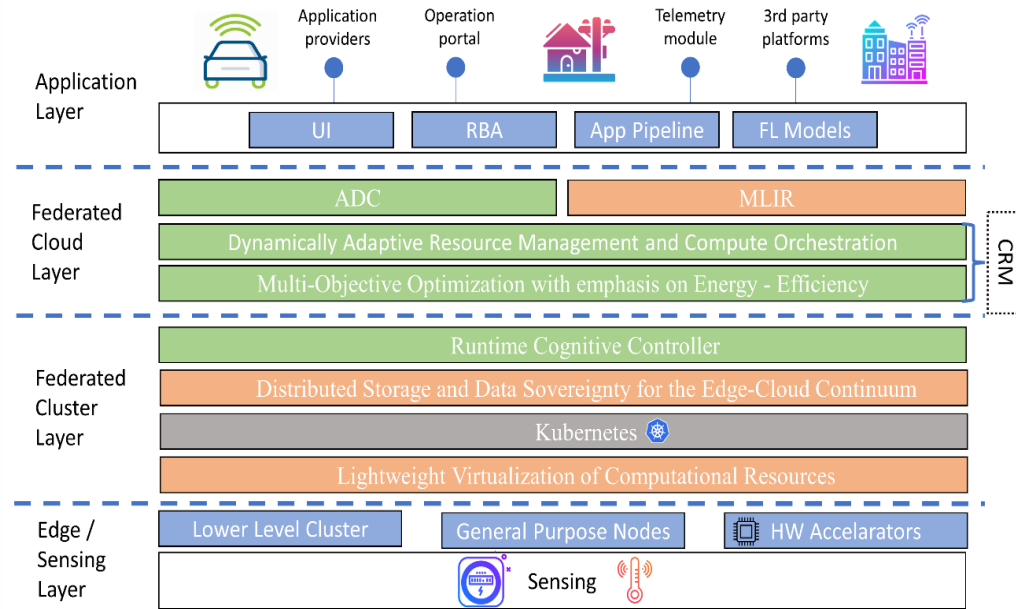 Application
providers
Operation
portal
Telemetry
module
3rd party
platforms
Application
Layer
UI
RBA
App Pipeline
FL Models
Federated
Cloud
Layer
ADC
MLIR
Dynamically Adaptive Resource Management and Compute Orchestration
Multi-Objective Optimization with emphasis on Energy - Efficiency
CRM
Federated
Cluster
Layer
Runtime Cognitive Controller
Distributed Storage and Data Sovereignty for the Edge-Cloud Continuum
Kubernetes
Lightweight Virtualization of Computational Resources
Edge /
Sensing
Layer
Lower Level Cluster
General Purpose Nodes
HW Accelarators
Sensing